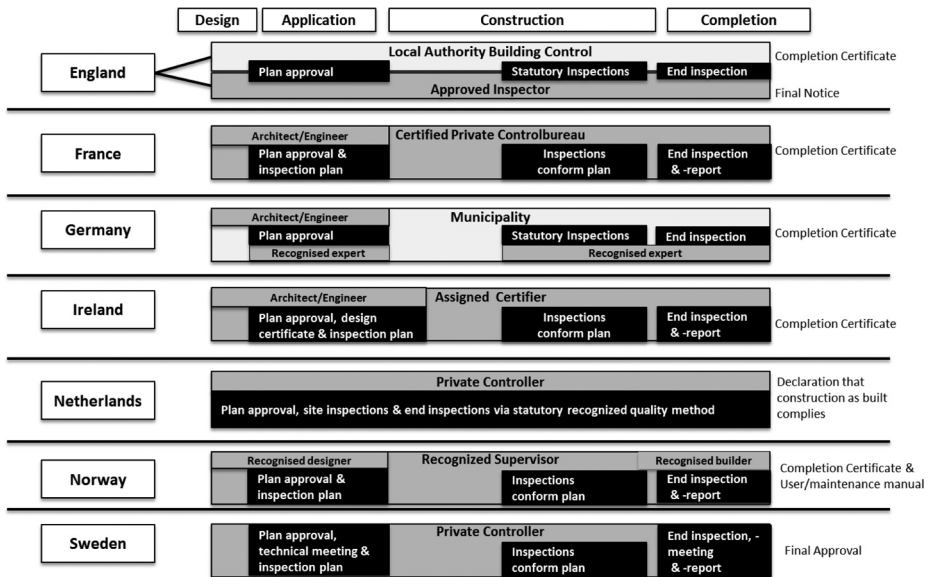 Design
Application
Construction
Completion
England
Local Authority Building Control
Plan approval
Statutory Inspections
End inspection
Approved Inspector
Completion Certificate
Final Notice
France
Architect/Engineer
Certified Private Controlbureau
Plan approval &
inspection plan
Inspections
conform plan
End inspection
& -report
Completion Certificate
Germany
Architect/Engineer
Municipality
Plan approval
Statutory Inspections
End inspection
Recognised expert
Recognised expert
Completion Certificate
Ireland
Architect/Engineer
Assigned Certifier
Plan approval, design
certificate & inspection plan
Inspections
conform plan
End inspection
& -report
Completion Certificate
Netherlands
Private Controller
Plan approval, site inspections & end inspections via statutory recognized quality method
Declaration that
construction as built
complies
Norway
Recognised designer
Recognized Supervisor
Recognised builder
Plan approval &
inspection plan
Inspections
conform plan
End inspection
& -report
Completion Certificate &
User/maintenance manual
Sweden
Private Controller
Plan approval,
technical meeting &
inspection plan
Inspections
conform plan
End inspection, -
meeting
& -report
Final Approval